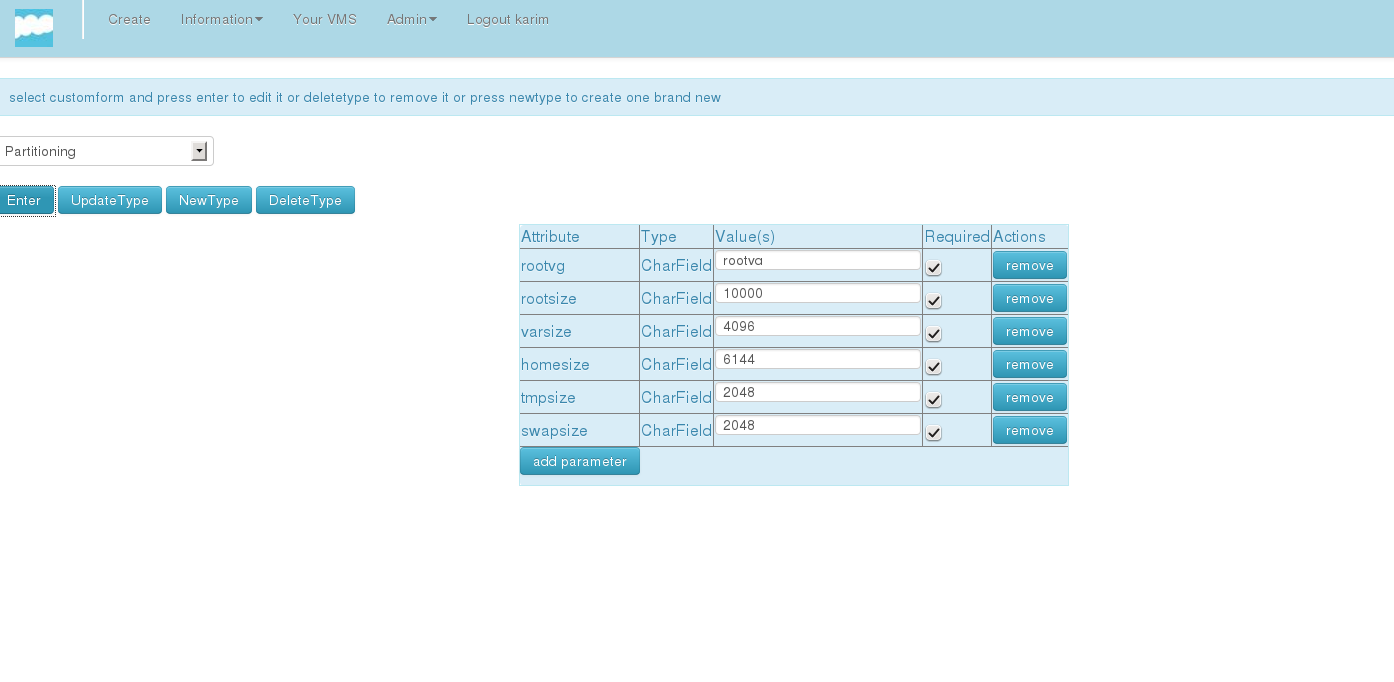 Create Information Your VMS Admin Logout karim
select customform and press enter to edit it or deletetype to remove it or press newtype to create one brand new
Partitioning
Enter UpdateType NewType DeleteType
Attribute Type Value(s) Required Actions
rootvg CharField rootvg remove
rootsize CharField 10000 remove
varsize CharField 4096 remove
homesize CharField 6144 remove
tmpsize CharField 2048 remove
swapsize CharField 2048 remove
add parameter